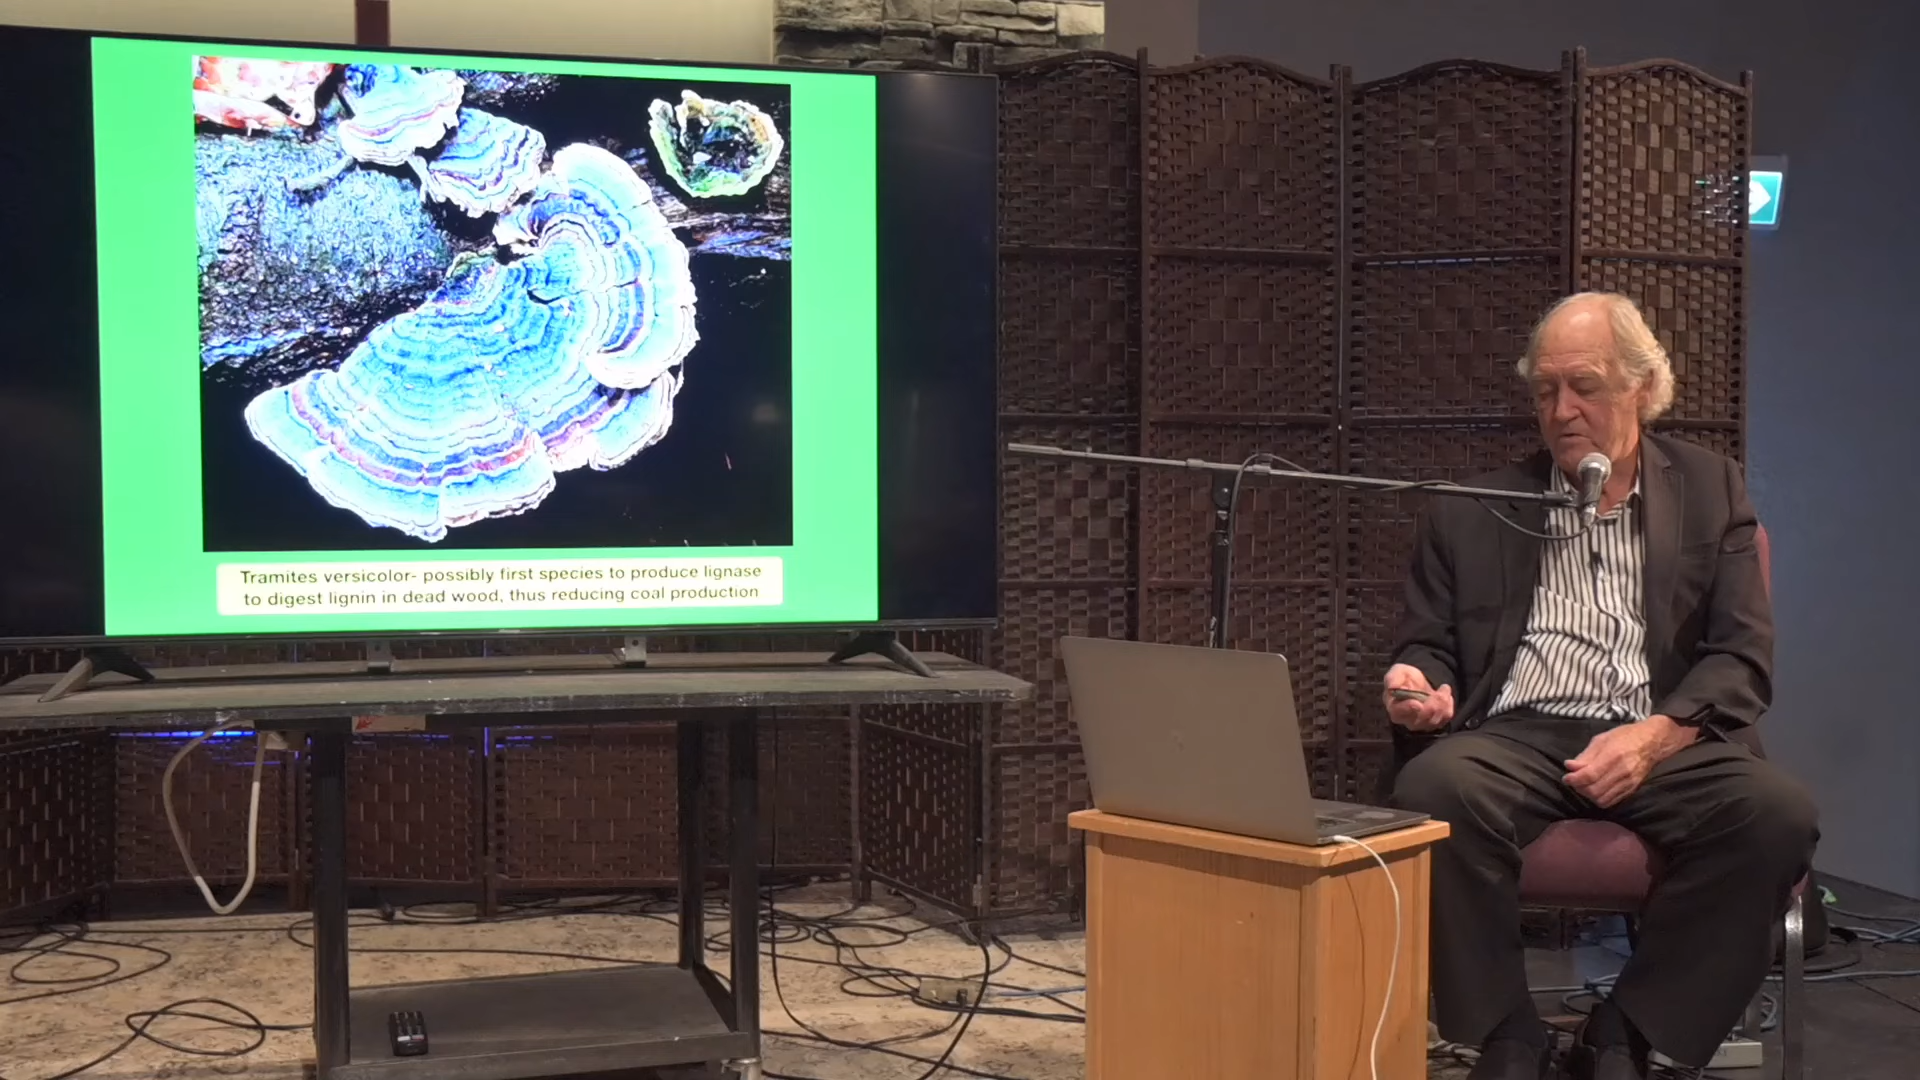 Tramites versicolor- possibly first species to produce lignase
to digest lignin in dead wood, thus reducing coal production